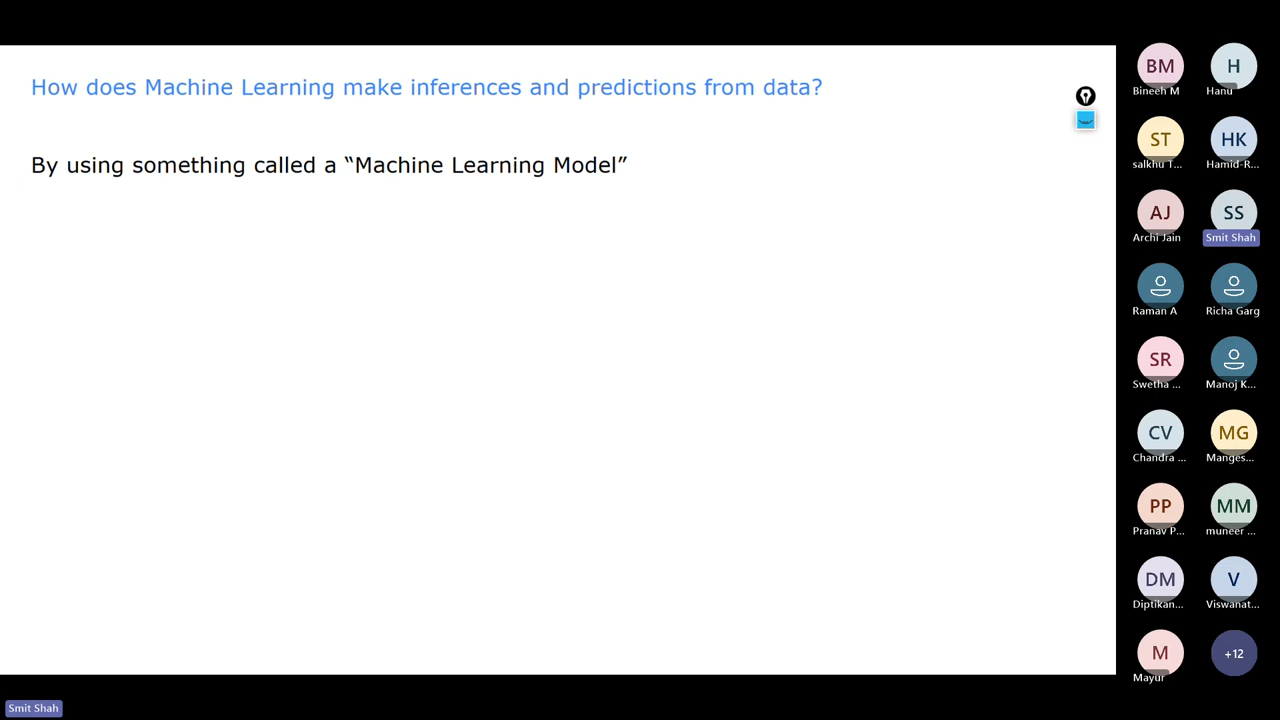 How does Machine Learning make inferences and predictions from data?
By using something called a “Machine Learning Model”
BM
Bineeh M
H
Hanu
ST
salkhu T...
HK
Hamid-R...
AJ
Archi Jain
SS
Smit Shah
Raman A
Richa Garg
SR
Swetha ...
Manoj K...
CV
Chandra ...
MG
Manges...
PP
Pranav P...
MM
muneer ...
DM
Diptikan...
V
Viswanat...
M
Mayur
+12
Smit Shah